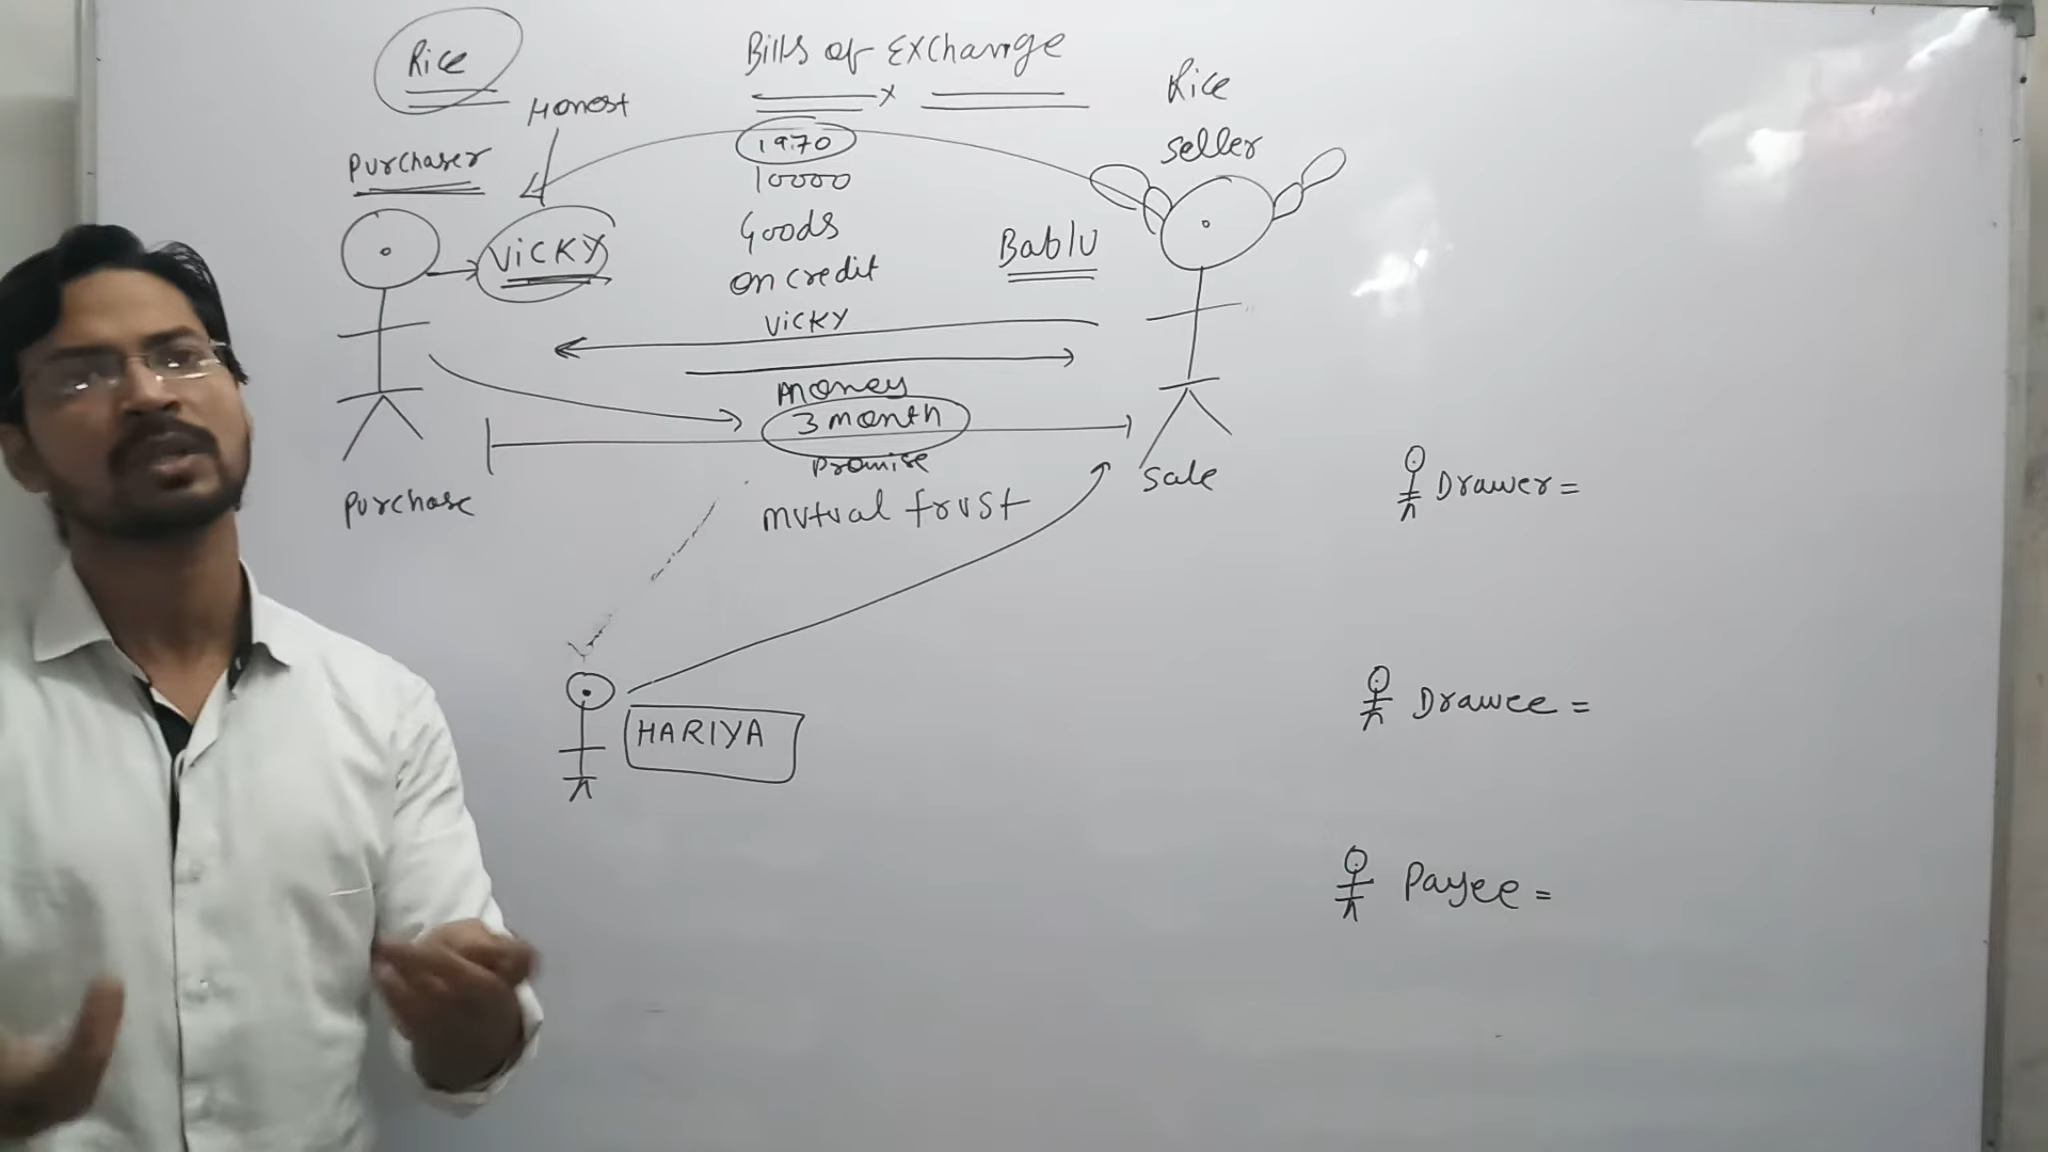 Rice
Bills of Exchange
Rice
seller
Honest
Purchaser
1970
10000
Goods
on credit
Vicky
Bablu
Vicky
money
3 month
Promise
mutual trust
Purchase
Sale
HARIYA
Drawer =
Drawee =
Payee =